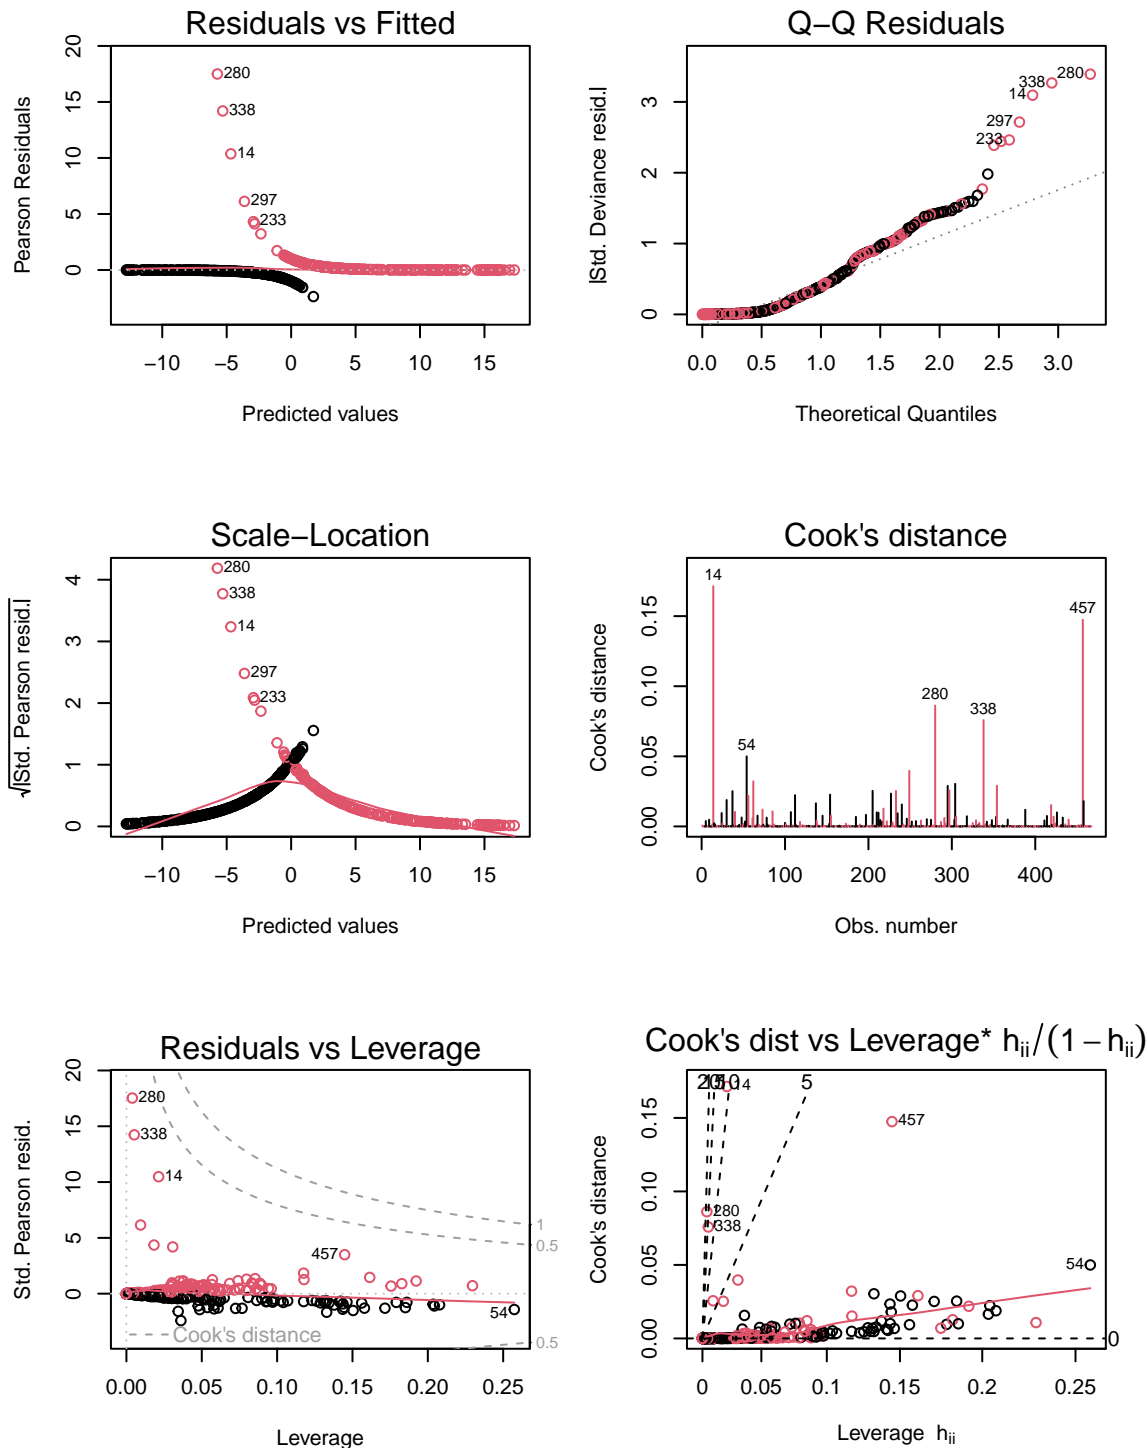 Residuals vs Fitted
Pearson Residuals
20
15
10
5
0
280
338
14
297
233
−10 −5 0 5 10 15
Predicted values
Q−Q Residuals
|Std. Deviance resid.|
3
2
1
0
280
338
14
297
233
0.0 0.5 1.0 1.5 2.0 2.5 3.0
Theoretical Quantiles
Scale−Location
√|Std. Pearson resid.|
4
3
2
1
0
280
338
14
297
233
−10 −5 0 5 10 15
Predicted values
Cook's distance
Cook's distance
0.15
0.10
0.05
0.00
14
457
280
338
54
0 100 200 300 400
Obs. number
Residuals vs Leverage
Std. Pearson resid.
20
15
10
5
0
280
338
14
457
54
1
0.5
0.5
Cook's distance
0.00 0.05 0.10 0.15 0.20 0.25
Leverage
Cook's dist vs Leverage* hii/(1−hii)
Cook's distance
0.15
0.10
0.05
0.00
20 15 10 5
14
457
280
338
54
0
0 0.05 0.1 0.15 0.2 0.25
Leverage hii